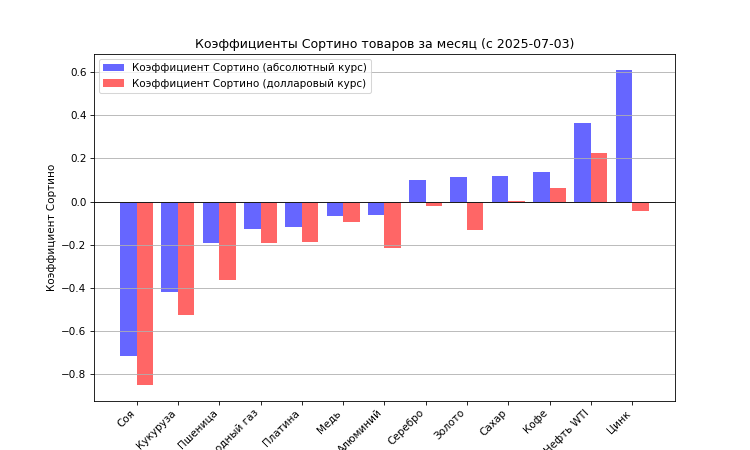 Коэффициенты Сортино товаров за месяц (с 2025-07-03)
Коэффициент Сортино (абсолютный курс)
Коэффициент Сортино (долларовый курс)
Коэффициент Сортино
0.6
0.4
0.2
0.0
−0.2
−0.4
−0.6
−0.8
Соя
Кукуруза
Пшеница
одный газ
Платина
Медь
Алюминий
Серебро
Золото
Сахар
Кофе
Нефть WTI
Цинк